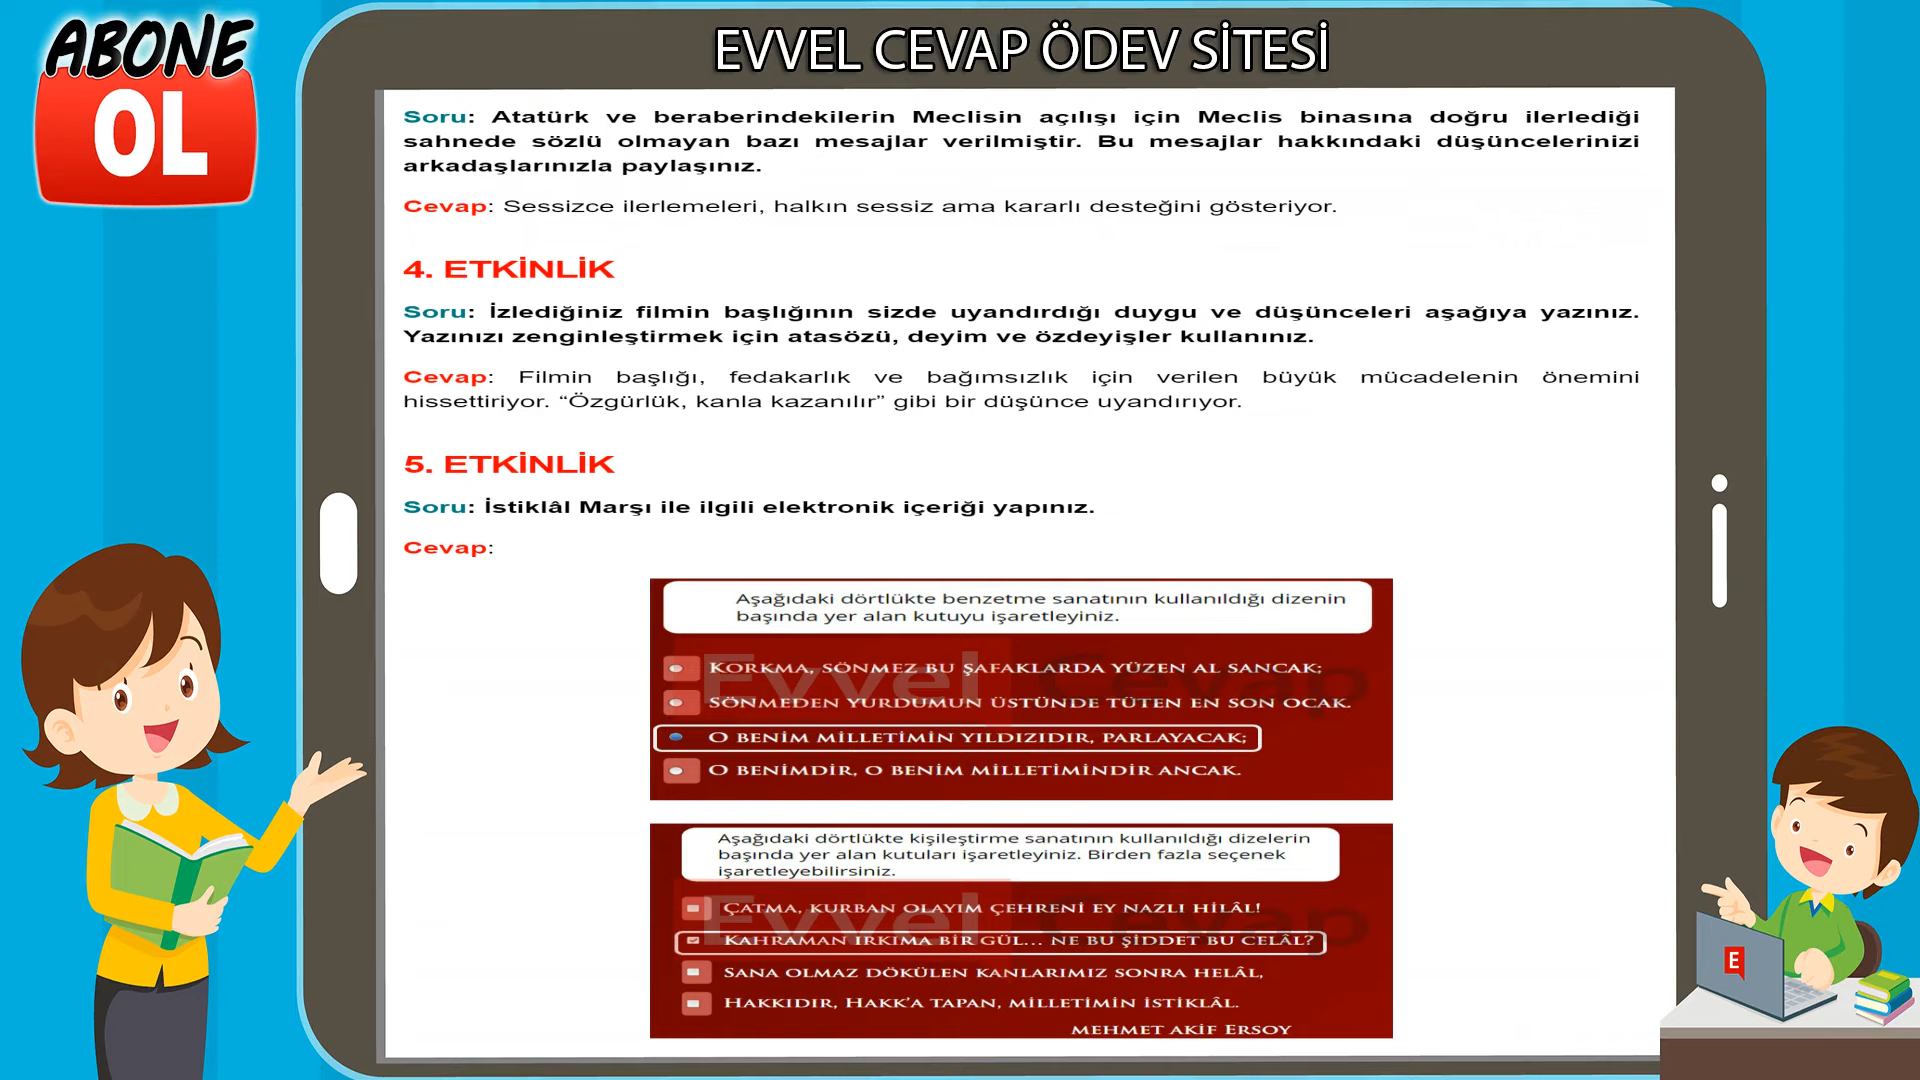 ABONE
OL
EVVEL CEVAP ÖDEV SİTESİ
Soru: Atatürk ve beraberindekilerin Meclisin açılışı için Meclis binasına doğru ilerlediği
sahnede sözlü olmayan bazı mesajlar verilmiştir. Bu mesajlar hakkındaki düşüncelerinizi
arkadaşlarınızla paylaşınız.
Cevap: Sessizce ilerlemeleri, halkın sessiz ama kararlı desteğini gösteriyor.
4. ETKİNLİK
Soru: İzlediğiniz filmin başlığının sizde uyandırdığı duygu ve düşünceleri aşağıya yazınız.
Yazınızı zenginleştirmek için atasözü, deyim ve özdeyişler kullanınız.
Cevap: Filmin başlığı, fedakarlık ve bağımsızlık için verilen büyük mücadelenin önemini
hissettiriyor. “Özgürlük, kanla kazanılır” gibi bir düşünce uyandırıyor.
5. ETKİNLİK
Soru: İstiklâl Marşı ile ilgili elektronik içeriği yapınız.
Cevap:
Aşağıdaki dörtlükte benzetme sanatının kullanıldığı dizenin
başında yer alan kutuyu işaretleyiniz.
Evvel Cevap
KORKMA, SÖNMEZ BU ŞAFAKLARDA YÜZEN AL SANCAK;
SÖNMEDEN YURDUMUN ÜSTÜNDE TÜTEN EN SON OCAK.
O BENİM MİLLETİMİN YILDIZIDIR, PARLAYACAK;
O BENİMDİR, O BENİM MİLLETİMİNDİR ANCAK.
Aşağıdaki dörtlükte kişileştirme sanatının kullanıldığı dizelerin
başında yer alan kutuları işaretleyiniz. Birden fazla seçenek
işaretleyebilirsiniz.
Evvel Cevap
ÇATMA, KURBAN OLAYIM ÇEHRENİ EY NAZLI HİLÂL!
KAHRAMAN IRKIMA BİR GÜL... NE BU ŞİDDET BU CELÂL?
SANA OLMAZ DÖKÜLEN KANLARIMIZ SONRA HELÂL,
HAKKIDIR, HAKK'A TAPAN, MİLLETİMİN İSTİKLÂL.
MEHMET AKİF ERSOY
E